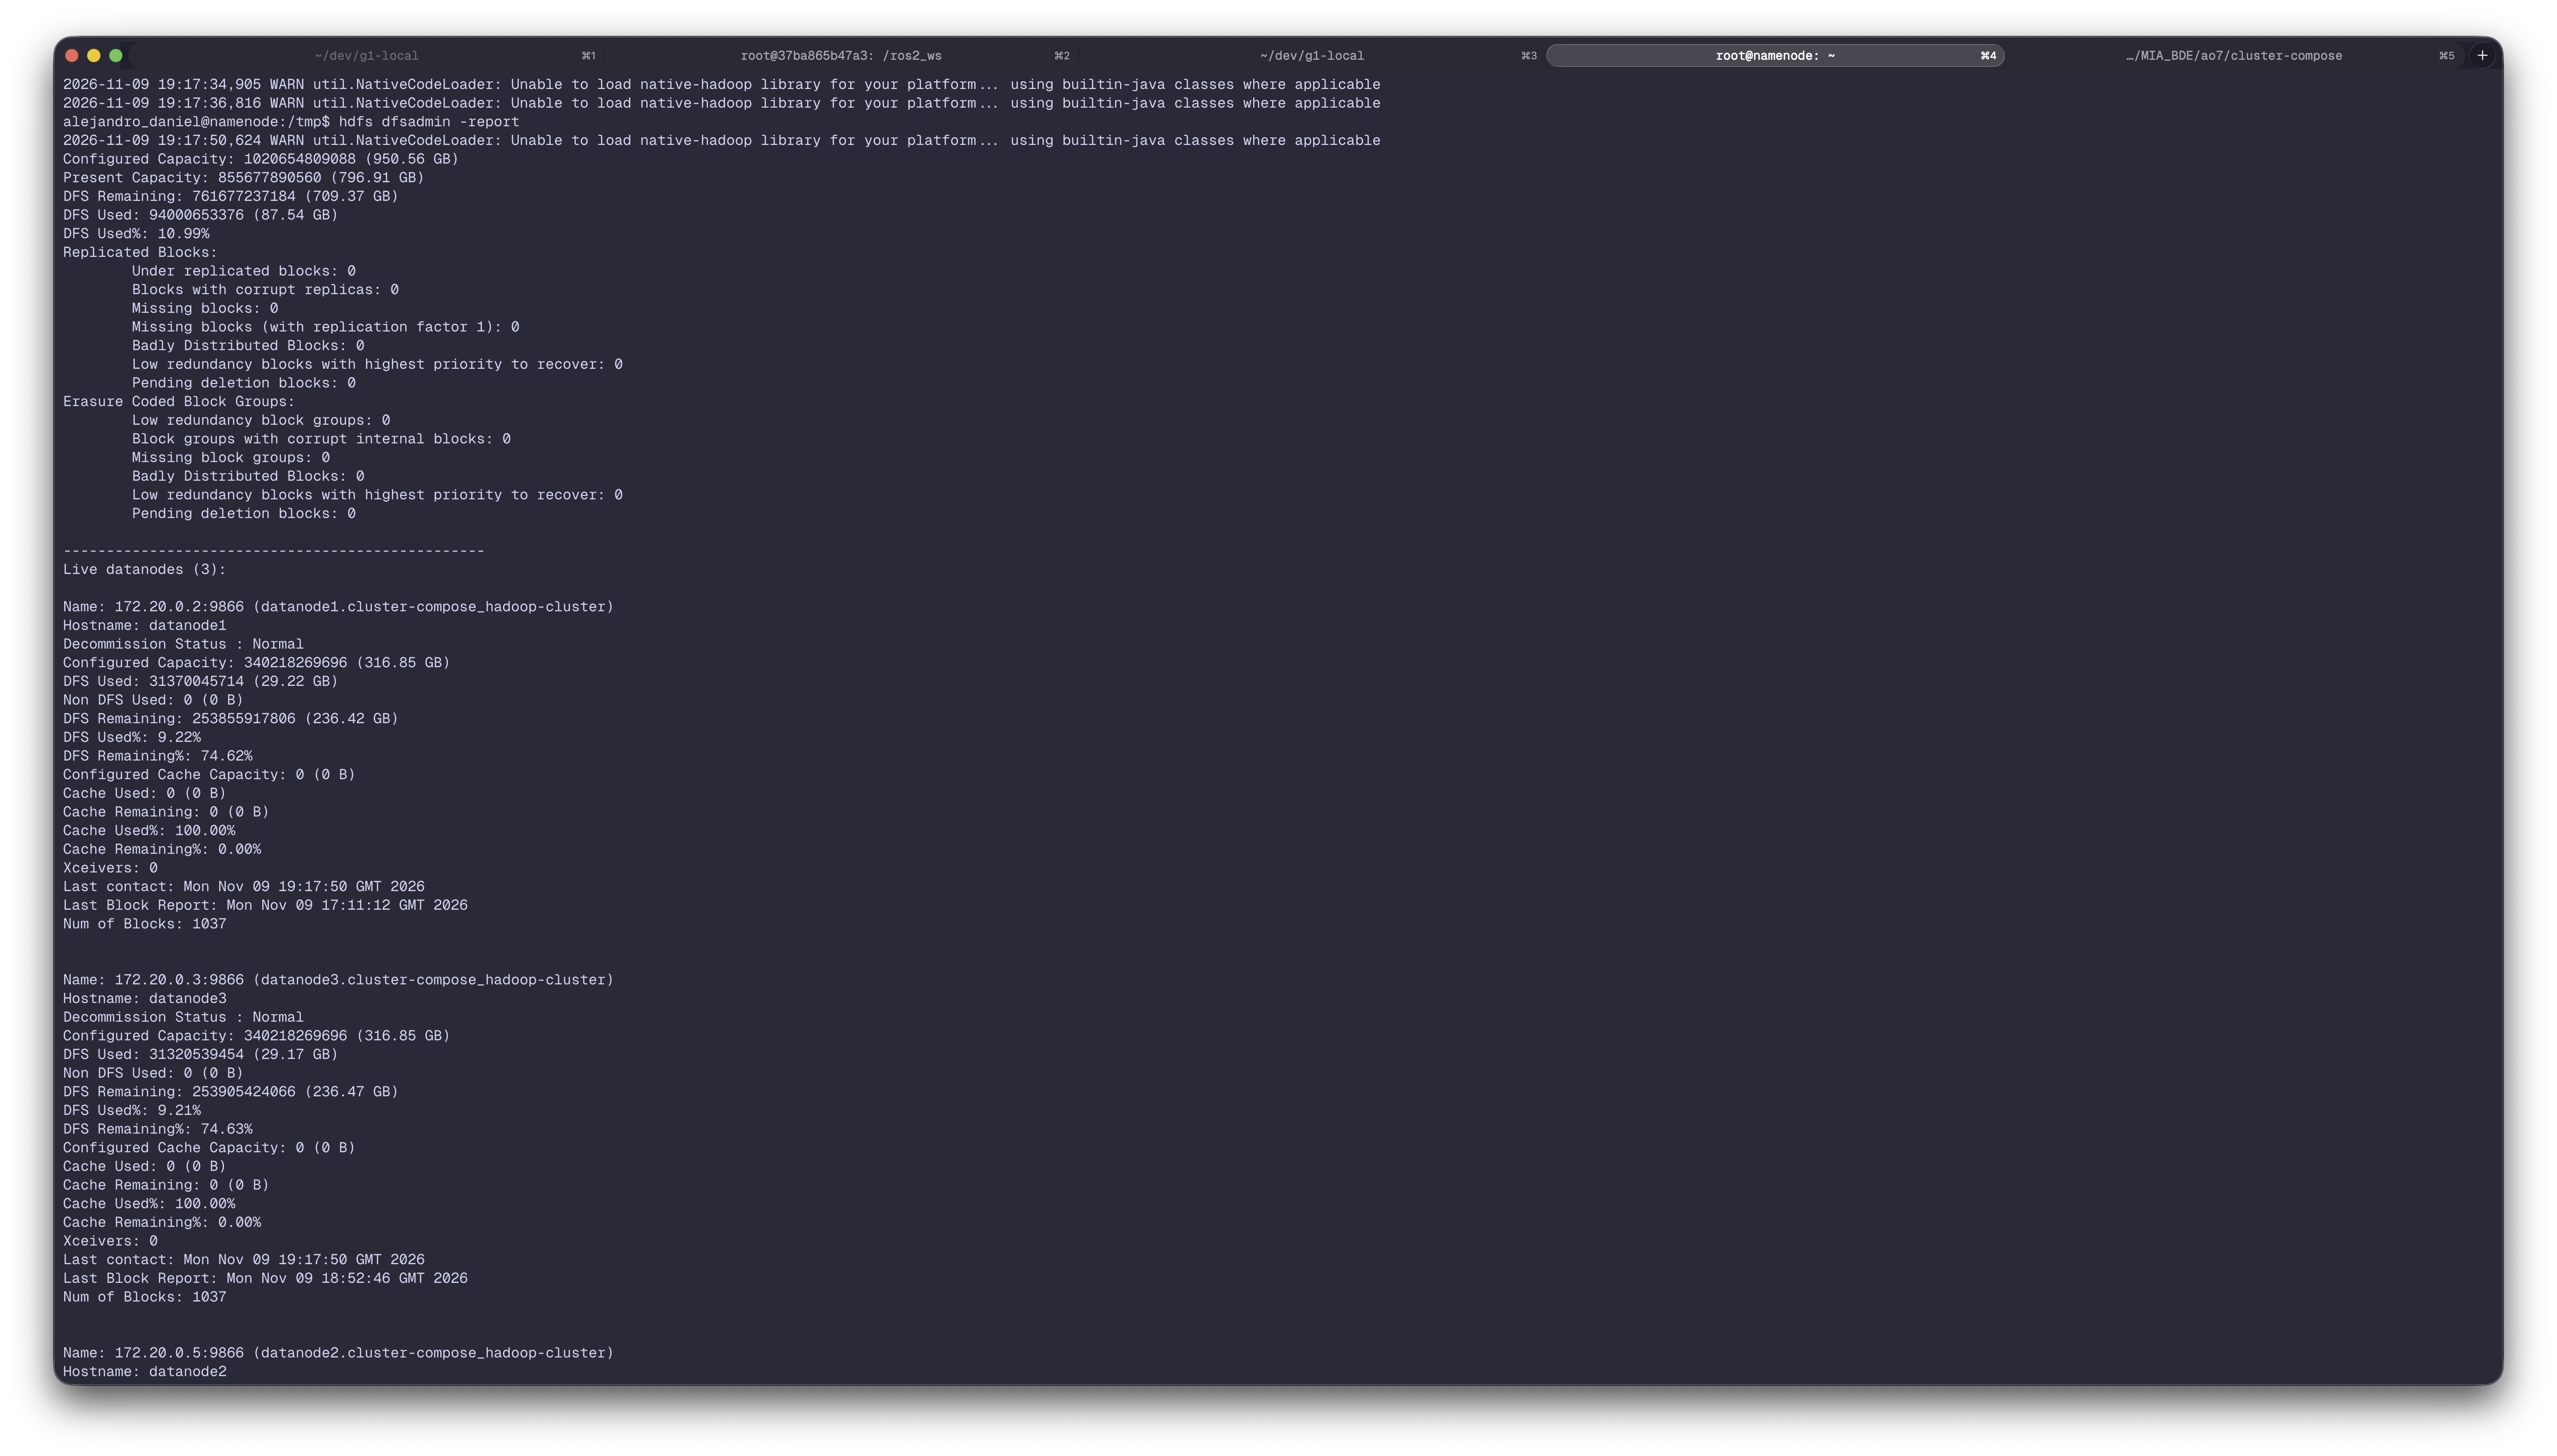 ~/dev/g1-local ⌘1 root@37ba865b47a3: /ros2_ws ⌘2 ~/dev/g1-local ⌘3 root@namenode: ~ ⌘4 …/MIA_BDE/ao7/cluster-compose ⌘5 +
2026-11-09 19:17:34,905 WARN util.NativeCodeLoader: Unable to load native-hadoop library for your platform... using builtin-java classes where applicable
2026-11-09 19:17:36,816 WARN util.NativeCodeLoader: Unable to load native-hadoop library for your platform... using builtin-java classes where applicable
alejandro_daniel@namenode:/tmp$ hdfs dfsadmin -report
2026-11-09 19:17:50,624 WARN util.NativeCodeLoader: Unable to load native-hadoop library for your platform... using builtin-java classes where applicable
Configured Capacity: 1020654809088 (950.56 GB)
Present Capacity: 855677890560 (796.91 GB)
DFS Remaining: 761677237184 (709.37 GB)
DFS Used: 94000653376 (87.54 GB)
DFS Used%: 10.99%
Replicated Blocks:
Under replicated blocks: 0
Blocks with corrupt replicas: 0
Missing blocks: 0
Missing blocks (with replication factor 1): 0
Badly Distributed Blocks: 0
Low redundancy blocks with highest priority to recover: 0
Pending deletion blocks: 0
Erasure Coded Block Groups:
Low redundancy block groups: 0
Block groups with corrupt internal blocks: 0
Missing block groups: 0
Badly Distributed Blocks: 0
Low redundancy blocks with highest priority to recover: 0
Pending deletion blocks: 0
-------------------------------------------------
Live datanodes (3):
Name: 172.20.0.2:9866 (datanode1.cluster-compose_hadoop-cluster)
Hostname: datanode1
Decommission Status : Normal
Configured Capacity: 340218269696 (316.85 GB)
DFS Used: 31370045714 (29.22 GB)
Non DFS Used: 0 (0 B)
DFS Remaining: 253855917806 (236.42 GB)
DFS Used%: 9.22%
DFS Remaining%: 74.62%
Configured Cache Capacity: 0 (0 B)
Cache Used: 0 (0 B)
Cache Remaining: 0 (0 B)
Cache Used%: 100.00%
Cache Remaining%: 0.00%
Xceivers: 0
Last contact: Mon Nov 09 19:17:50 GMT 2026
Last Block Report: Mon Nov 09 17:11:12 GMT 2026
Num of Blocks: 1037
Name: 172.20.0.3:9866 (datanode3.cluster-compose_hadoop-cluster)
Hostname: datanode3
Decommission Status : Normal
Configured Capacity: 340218269696 (316.85 GB)
DFS Used: 31320539454 (29.17 GB)
Non DFS Used: 0 (0 B)
DFS Remaining: 253905424066 (236.47 GB)
DFS Used%: 9.21%
DFS Remaining%: 74.63%
Configured Cache Capacity: 0 (0 B)
Cache Used: 0 (0 B)
Cache Remaining: 0 (0 B)
Cache Used%: 100.00%
Cache Remaining%: 0.00%
Xceivers: 0
Last contact: Mon Nov 09 19:17:50 GMT 2026
Last Block Report: Mon Nov 09 18:52:46 GMT 2026
Num of Blocks: 1037
Name: 172.20.0.5:9866 (datanode2.cluster-compose_hadoop-cluster)
Hostname: datanode2